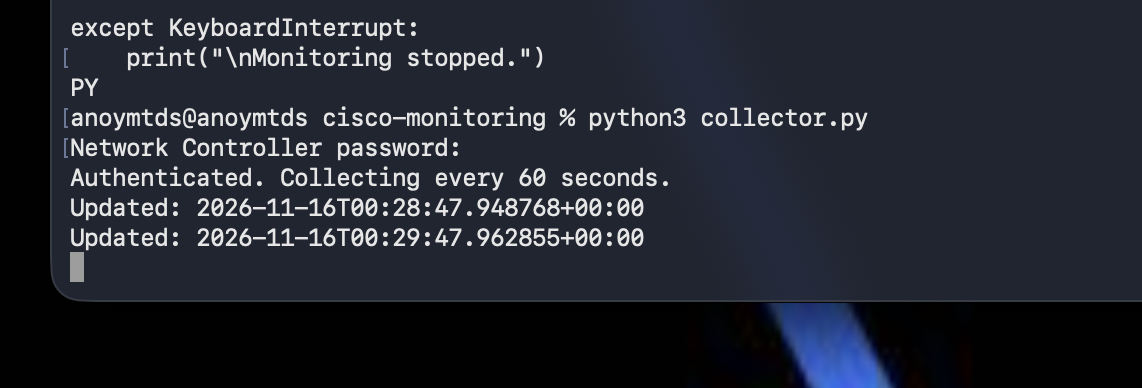 except KeyboardInterrupt:
[    print("\nMonitoring stopped.")
PY
[anoymtds@anoymtds cisco-monitoring % python3 collector.py
[Network Controller password:
Authenticated. Collecting every 60 seconds.
Updated: 2026-11-16T00:28:47.948768+00:00
Updated: 2026-11-16T00:29:47.962855+00:00